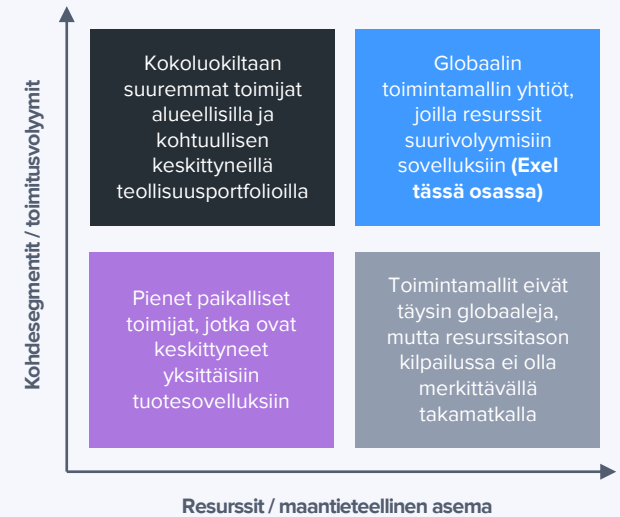 Kohdesegmentit / toimitusvolyymit
Kokoluokiltaan
suuremmat toimijat
alueellisilla ja
kohtuullisen
keskittyneillä
teollisuusportfolioilla
Globaalin
toimintamallin yhtiöt,
joilla resurssit
suurivolyymisiin
sovelluksiin (Exel
tässä osassa)
Pienet paikalliset
toimijat, jotka ovat
keskittyneet
yksittäisiin
tuotesovelluksiin
Toimintamallit eivät
täysin globaaleja,
mutta resurssitason
kilpailussa ei olla
merkittävällä
takamatkalla
Resurssit / maantieteellinen asema